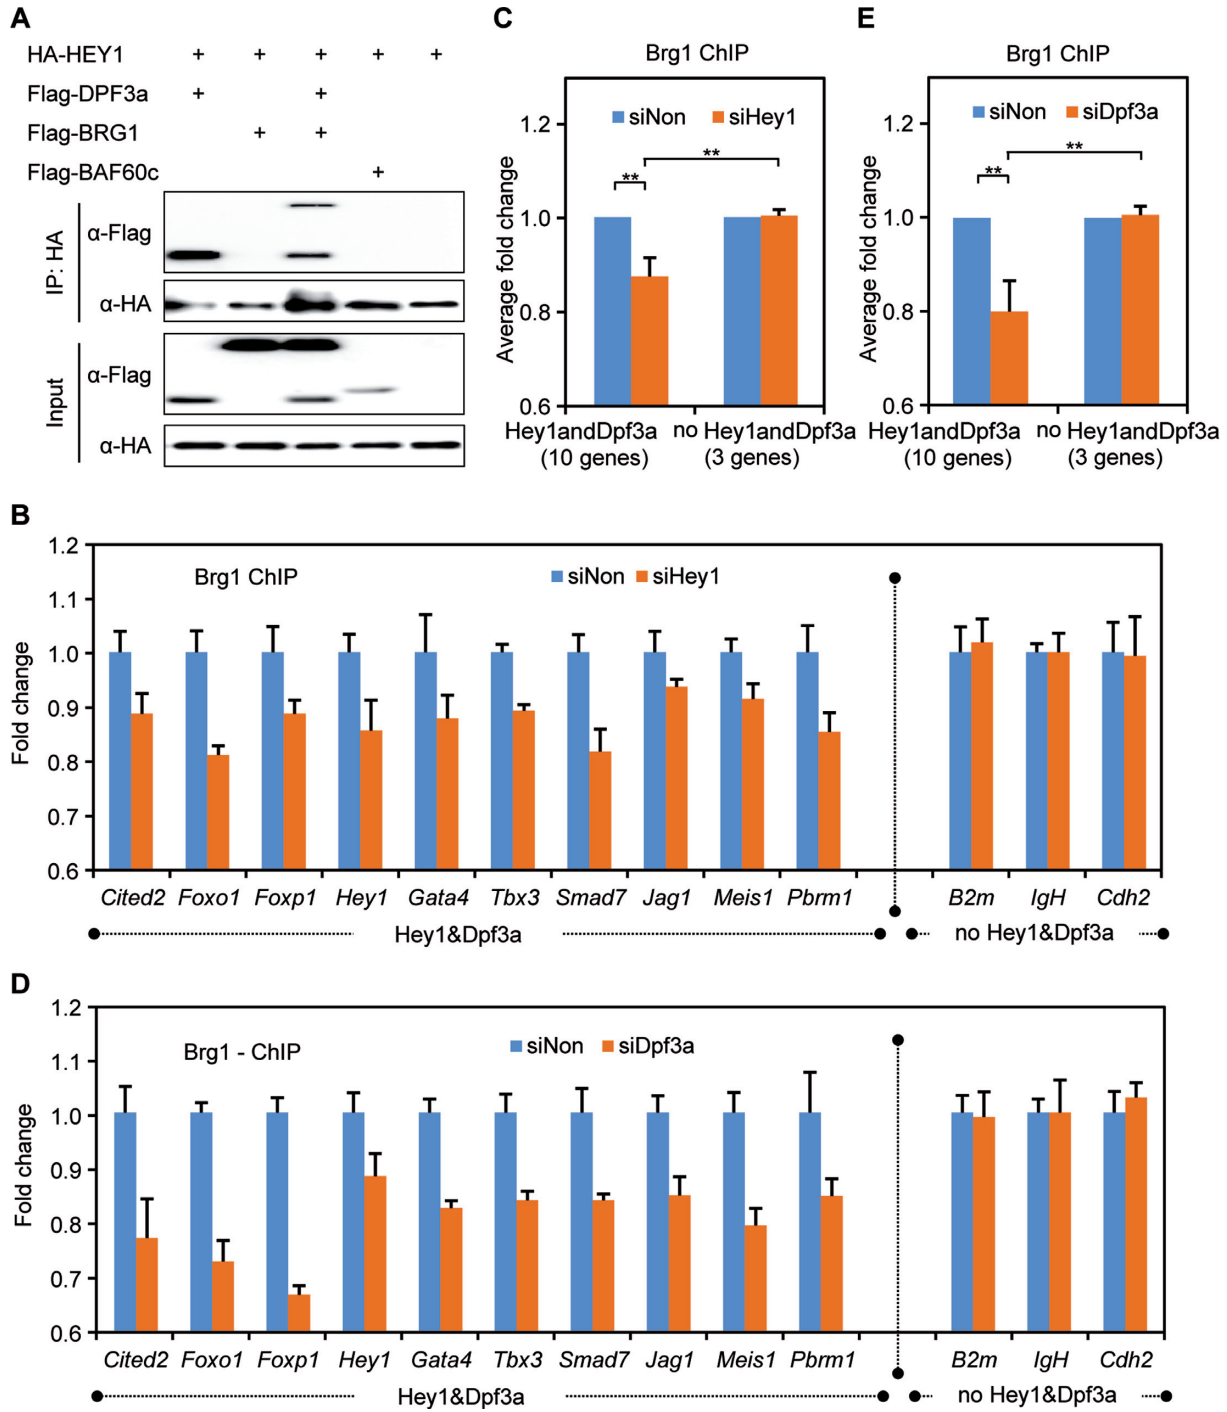 A
HA-HEY1 + + + + +
Flag-DPF3a + +
Flag-BRG1 + +
Flag-BAF60c +
IP: HA
α-Flag
α-HA
Input
α-Flag
α-HA
C
Brg1 ChIP
siNon siHey1
**
**
Average fold change
1.2
1.0
0.8
0.6
Hey1andDpf3a no Hey1andDpf3a
(10 genes) (3 genes)
E
Brg1 ChIP
siNon siDpf3a
**
**
Average fold change
1.2
1.0
0.8
0.6
Hey1andDpf3a no Hey1andDpf3a
(10 genes) (3 genes)
B
Brg1 ChIP
siNon siHey1
Fold change
1.2
1.1
1.0
0.9
0.8
0.7
0.6
Cited2 Foxo1 Foxp1 Hey1 Gata4 Tbx3 Smad7 Jag1 Meis1 Pbrm1 B2m IgH Cdh2
Hey1&Dpf3a no Hey1&Dpf3a
D
Brg1 - ChIP
siNon siDpf3a
Fold change
1.2
1.1
1.0
0.9
0.8
0.7
0.6
Cited2 Foxo1 Foxp1 Hey1 Gata4 Tbx3 Smad7 Jag1 Meis1 Pbrm1 B2m IgH Cdh2
Hey1&Dpf3a no Hey1&Dpf3a